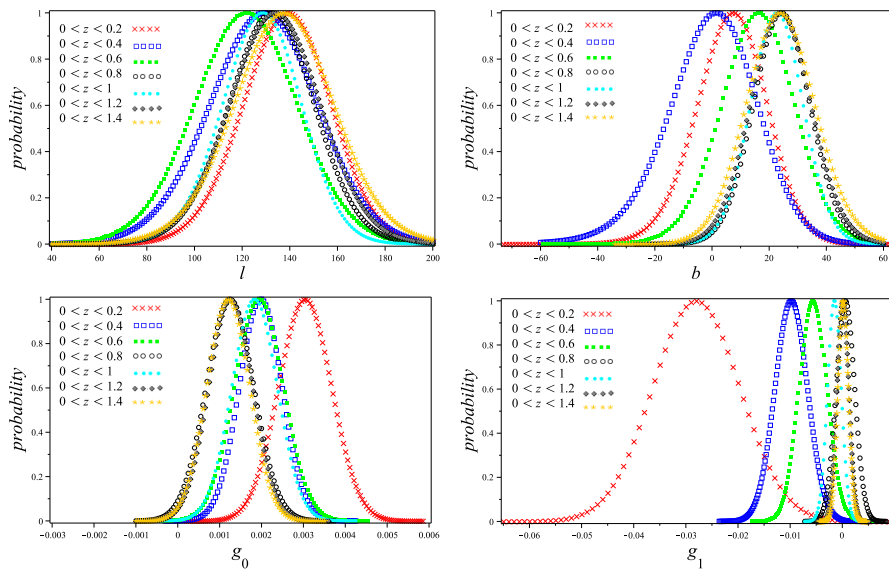 probability
1
0.8
0.6
0.4
0.2
0
0 < z < 0.2
0 < z < 0.4
0 < z < 0.6
0 < z < 0.8
0 < z < 1
0 < z < 1.2
0 < z < 1.4
40 60 80 100 120 140 160 180 200
l
probability
1
0.8
0.6
0.4
0.2
0
0 < z < 0.2
0 < z < 0.4
0 < z < 0.6
0 < z < 0.8
0 < z < 1
0 < z < 1.2
0 < z < 1.4
−60 −40 −20 0 20 40 60
b
probability
1
0.8
0.6
0.4
0.2
0
0 < z < 0.2
0 < z < 0.4
0 < z < 0.6
0 < z < 0.8
0 < z < 1
0 < z < 1.2
0 < z < 1.4
−0.003 −0.002 −0.001 0 0.001 0.002 0.003 0.004 0.005 0.006
g0
probability
1
0.8
0.6
0.4
0.2
0
0 < z < 0.2
0 < z < 0.4
0 < z < 0.6
0 < z < 0.8
0 < z < 1
0 < z < 1.2
0 < z < 1.4
−0.06 −0.05 −0.04 −0.03 −0.02 −0.01 0
g1